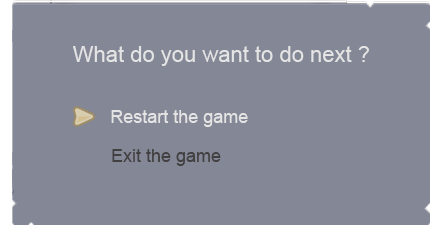 What do you want to do next ?
Restart the game
Exit the game